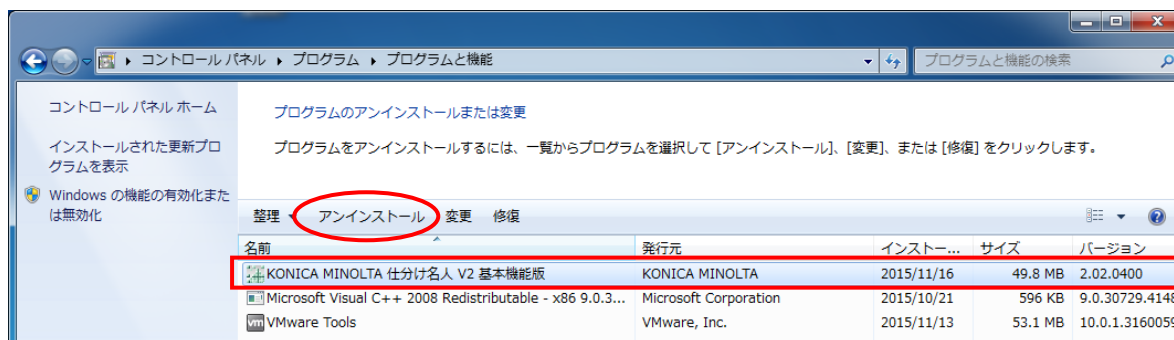 コントロール パネル ▸ プログラム ▸ プログラムと機能
プログラムと機能の検索
コントロール パネル ホーム
インストールされた更新プロ
グラムを表示
Windows の機能の有効化また
は無効化
プログラムのアンインストールまたは変更
プログラムをアンインストールするには、一覧からプログラムを選択して [アンインストール]、[変更]、または [修復] をクリックします。
整理 アンインストール 変更 修復
名前 発行元 インストー... サイズ バージョン
KONICA MINOLTA 仕分け名人 V2 基本機能版 KONICA MINOLTA 2015/11/16 49.8 MB 2.02.0400
Microsoft Visual C++ 2008 Redistributable - x86 9.0.3... Microsoft Corporation 2015/10/21 596 KB 9.0.30729.4148
vm VMware Tools VMware, Inc. 2015/11/13 53.1 MB 10.0.1.3160059